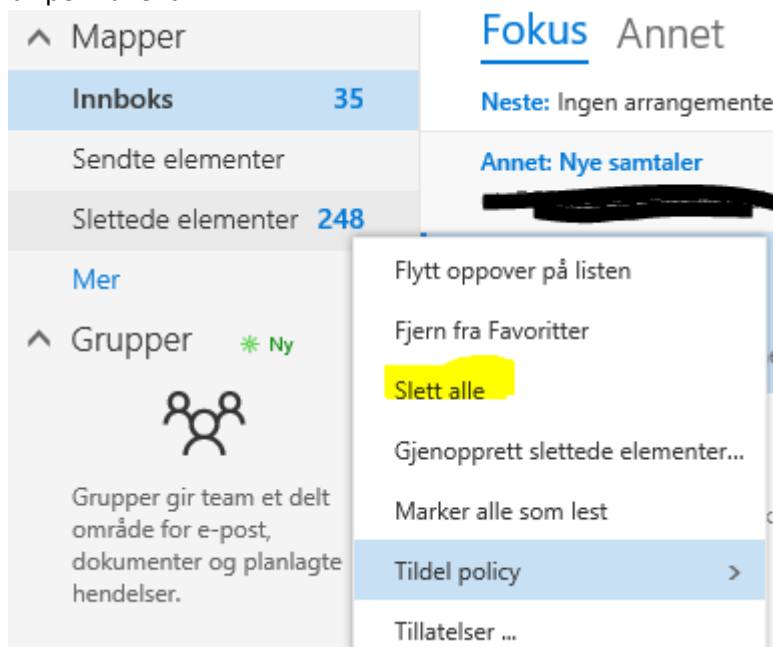 Mapper
Innboks 35
Sendte elementer
Slettede elementer 248
Mer
Grupper Ny
Grupper gir team et delt
område for e-post,
dokumenter og planlagte
hendelser.
Fokus Annet
Neste: Ingen arrangemente
Annet: Nye samtaler
Flytt oppover på listen
Fjern fra Favoritter
Slett alle
Gjenopprett slettede elementer...
Marker alle som lest
Tildel policy
Tillatelser ...